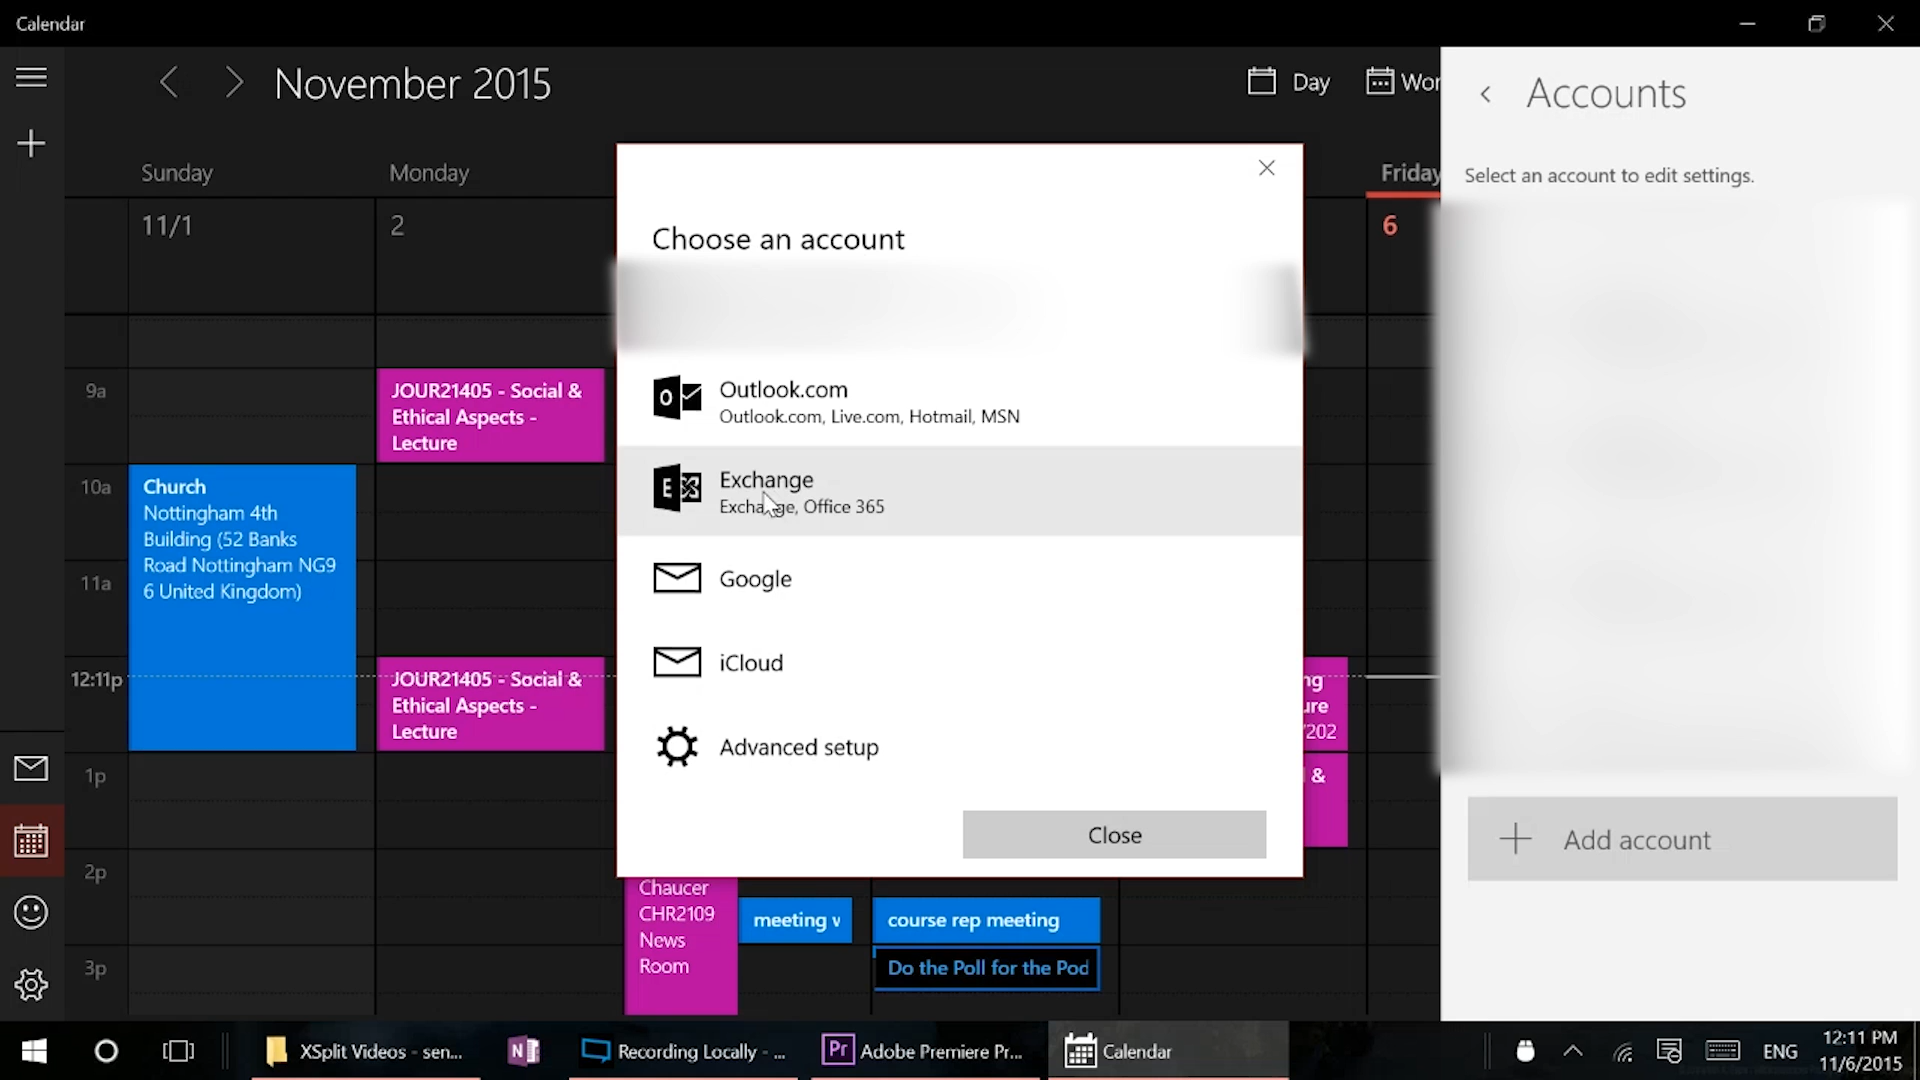 Calendar
November 2015
Day
Wor
Accounts
Select an account to edit settings.
Sunday
Monday
Friday
11/1
2
6
Choose an account
Outlook.com
Outlook.com, Live.com, Hotmail, MSN
Exchange
Exchange, Office 365
Google
iCloud
Advanced setup
Close
Add account
9a
10a
11a
12:11p
1p
2p
3p
JOUR21405 - Social &
Ethical Aspects -
Lecture
Church
Nottingham 4th
Building (52 Banks
Road Nottingham NG9
6 United Kingdom)
JOUR21405 - Social &
Ethical Aspects -
Lecture
ng
ure
/202
&
Chaucer
CHR2109
News
Room
meeting
course rep meeting
Do the Poll for the Pod
XSplit Videos - sen...
Recording Locally - ...
Pr
Adobe Premiere Pr...
Calendar
ENG
12:11 PM
11/6/2015